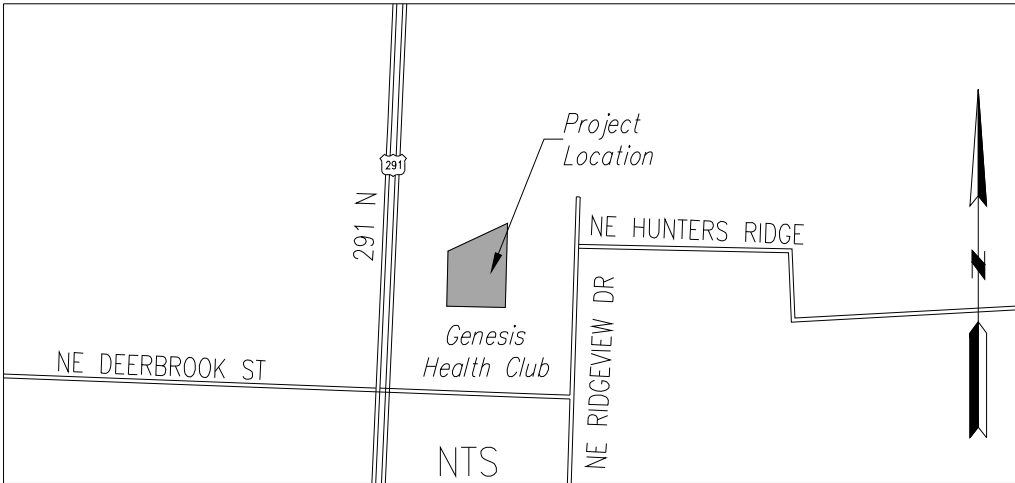 Project
Location
291
291 N
NE HUNTERS RIDGE
N
NE RIDGEVIEW DR
Genesis
Health Club
NE DEERBROOK ST
NTS